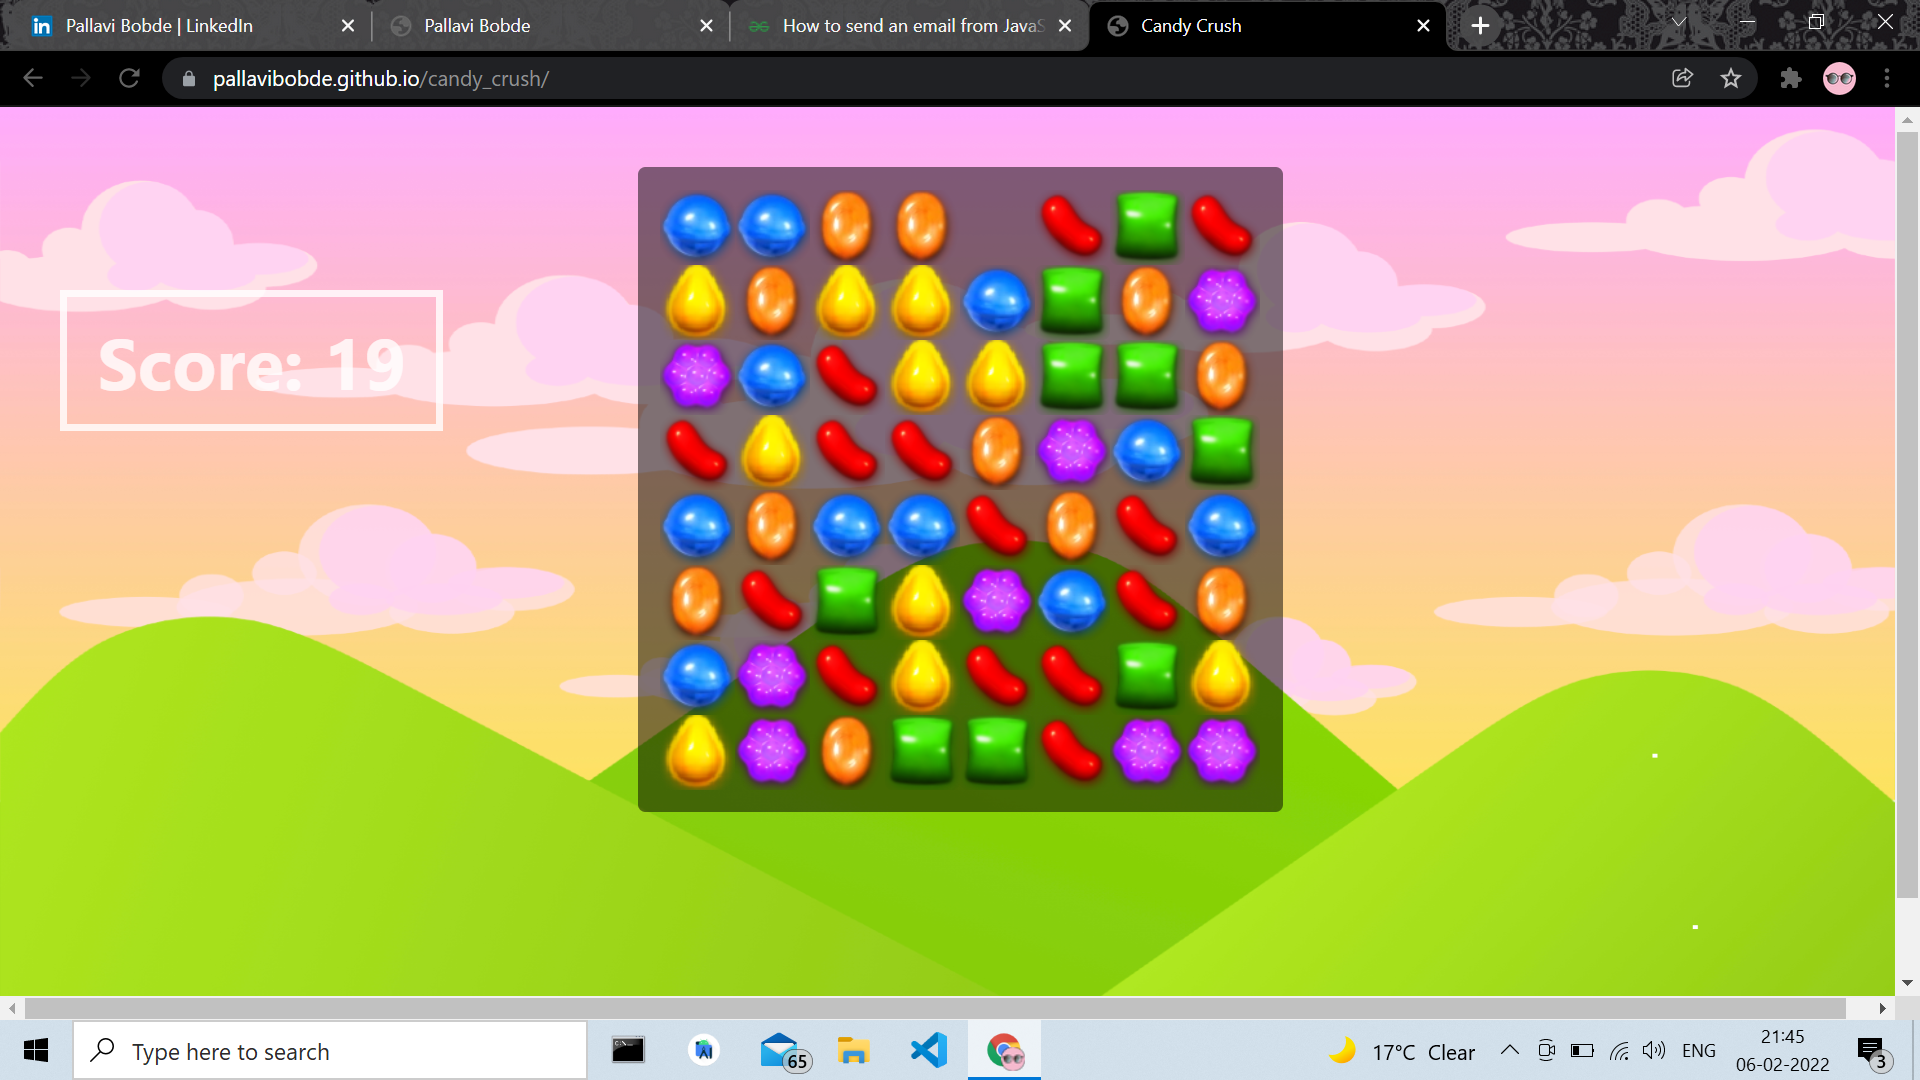 in Pallavi Bobde | LinkedIn
Pallavi Bobde
How to send an email from JavaS
Candy Crush
pallavibobde.github.io/candy_crush/
Score: 19
Type here to search
65
17°C Clear
ENG
21:45
06-02-2022
3